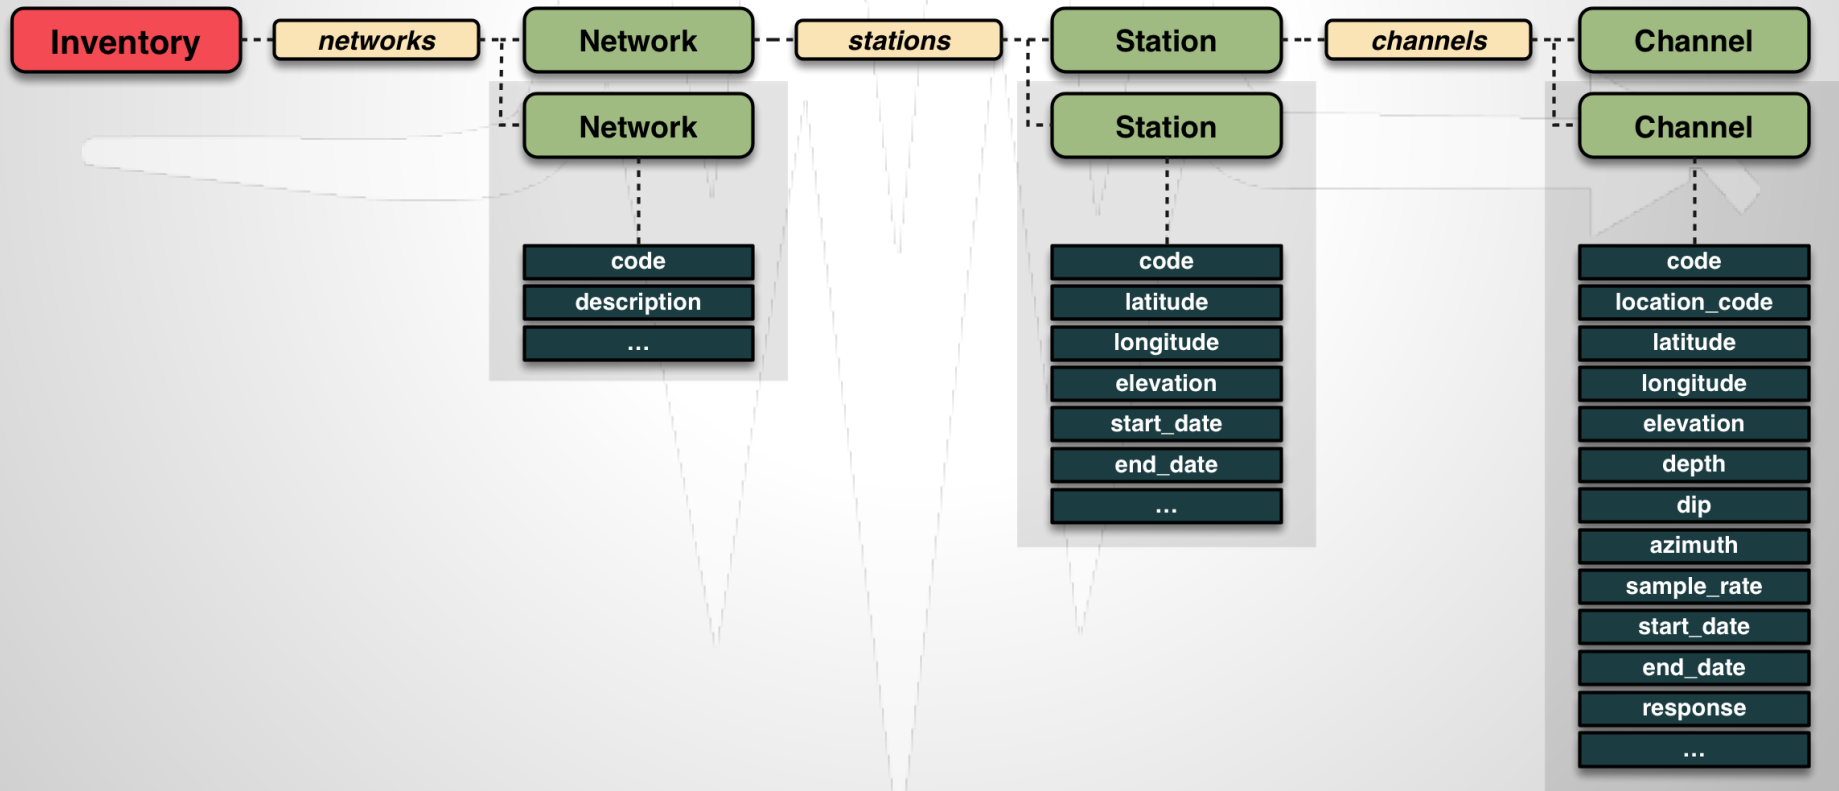 Inventory
networks
Network
stations
Station
channels
Channel
Network
Station
Channel
code
description
...
code
latitude
longitude
elevation
start_date
end_date
...
code
location_code
latitude
longitude
elevation
depth
dip
azimuth
sample_rate
start_date
end_date
response
...